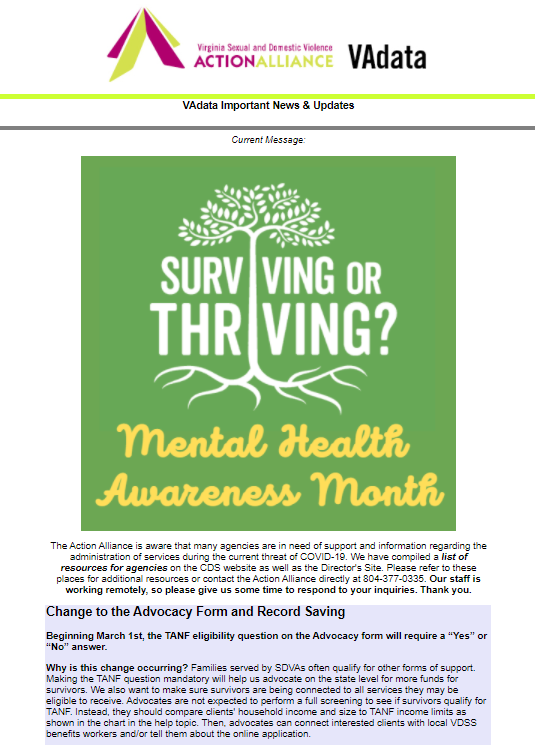 Virginia Sexual and Domestic Violence
ACTIONALLIANCE VAdata
VAdata Important News & Updates
Current Message:
SURVIVING OR
THRIVING?
Mental Health
Awareness Month
The Action Alliance is aware that many agencies are in need of support and information regarding the
administration of services during the current threat of COVID-19. We have compiled a list of
resources for agencies on the CDS website as well as the Director's Site. Please refer to these
places for additional resources or contact the Action Alliance directly at 804-377-0335. Our staff is
working remotely, so please give us some time to respond to your inquiries. Thank you.
Change to the Advocacy Form and Record Saving
Beginning March 1st, the TANF eligibility question on the Advocacy form will require a “Yes” or
“No” answer.
Why is this change occurring? Families served by SDVAs often qualify for other forms of support.
Making the TANF question mandatory will help us advocate on the state level for more funds for
survivors. We also want to make sure survivors are being connected to all services they may be
eligible to receive. Advocates are not expected to perform a full screening to see if survivors qualify for
TANF. Instead, they should compare clients' household income and size to TANF income limits as
shown in the chart in the help topic. Then, advocates can connect interested clients with local VDSS
benefits workers and/or tell them about the online application.